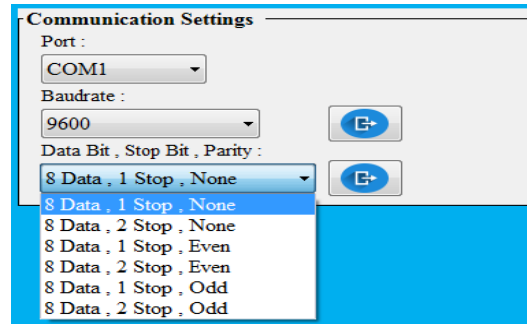 Communication Settings
Port :
COM1
Baudrate :
9600
Data Bit , Stop Bit , Parity :
8 Data , 1 Stop , None
8 Data , 1 Stop , None
8 Data , 2 Stop , None
8 Data , 1 Stop , Even
8 Data , 2 Stop , Even
8 Data , 1 Stop , Odd
8 Data , 2 Stop , Odd